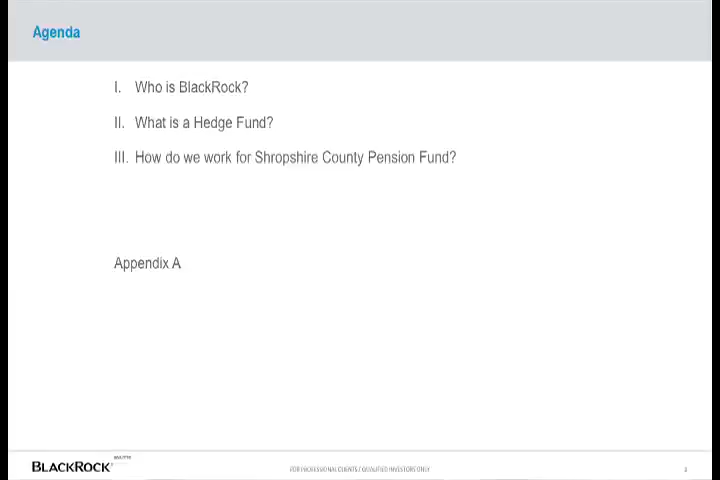 Agenda
I. Who is BlackRock?
II. What is a Hedge Fund?
III. How do we work for Shropshire County Pension Fund?
Appendix A
BLACKROCK®
FOR PROFESSIONAL CLIENTS / QUALIFIED INVESTORS ONLY